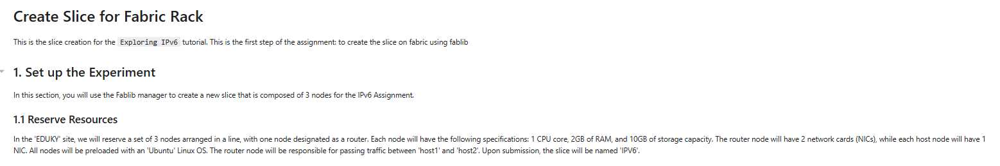 Create Slice for Fabric Rack
This is the slice creation for the Exploring IPv6 tutorial. This is the first step of the assignment: to create the slice on fabric using fablib
1. Set up the Experiment
In this section, you will use the Fablib manager to create a new slice that is composed of 3 nodes for the IPv6 Assignment.
1.1 Reserve Resources
In the 'EDUKY' site, we will reserve a set of 3 nodes arranged in a line, with one node designated as a router. Each node will have the following specifications: 1 CPU core, 2GB of RAM, and 10GB of storage capacity. The router node will have 2 network cards (NICs), while each host node will have 1
NIC. All nodes will be preloaded with an 'Ubuntu' Linux OS. The router node will be responsible for passing traffic between 'host1' and 'host2'. Upon submission, the slice will be named 'IPV6'.